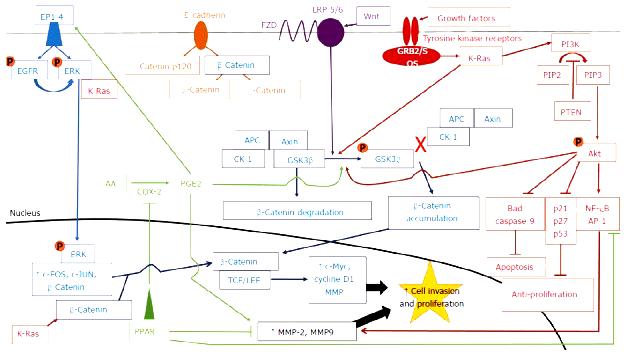 EP1-4
E cadherin
LRP 5/6
FZD
Wnt
Growth factors
Tyrosine kinase receptors
GRB2/S
OS
K-Ras
PI3K
P
EGFR
P
ERK
K-Ras
Catenin p120
β Catenin
-Catenin
-Catenin
PIP2
PIP3
PTEN
APC
Axin
CK 1
GSK3β
P
GSK3β
X
APC
Axin
CK 1
P
Akt
AA
COX-2
PGE2
β-Catenin degradation
β-Catenin
accumulation
Bad
caspase 9
p21
p27
p53
NF-κB
AP-1
Nucleus
P
ERK
↑ c-FOS, c-JUN,
β Catenin
β-Catenin
K-Ras
PPAR
β-Catenin
TCF/LEF
↑ c-Myc,
cycline D1
MMP
↑ Cell invasion
and proliferation
↑ MMP-2, MMP9
Apoptosis
Anti-proliferation